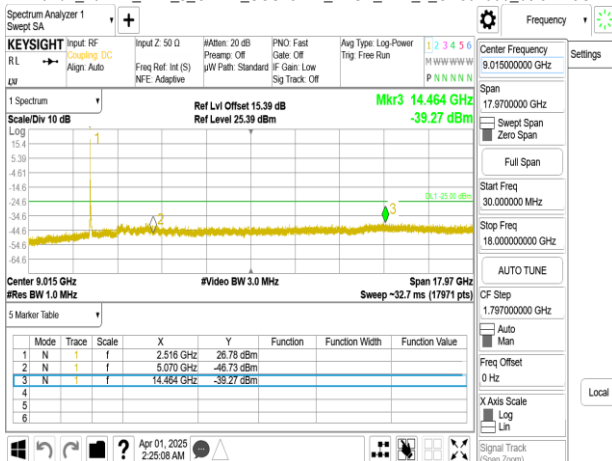 Spectrum Analyzer 1
Swept SA
Frequency
KEYSIGHT
RL
Input: RF
Coupling: DC
Align: Auto
Input Z: 50 Ω
Freq Ref: Int (S)
NFE: Adaptive
#Atten: 20 dB
Preamp: Off
µW Path: Standard
PNO: Fast
Gate: Off
IF Gain: Low
Sig Track: Off
Avg Type: Log-Power
Trig: Free Run
1 2 3 4 5 6
M W W W W W
P N N N N N
Center Frequency
9.015000000 GHz
Settings
Span
17.9700000 GHz
Swept Span
Zero Span
Full Span
Start Freq
30.000000 MHz
Stop Freq
18.000000000 GHz
AUTO TUNE
CF Step
1.797000000 GHz
Auto
Man
Freq Offset
0 Hz
X Axis Scale
Log
Lin
Signal Track
(Span Zoom)
Local
1 Spectrum
Scale/Div 10 dB
Ref Lvl Offset 15.39 dB
Ref Level 25.39 dBm
Mkr3 14.464 GHz
-39.27 dBm
Log
15.4
5.39
-4.61
-14.6
-24.6
-34.6
-44.6
-54.6
-64.6
1
2
3
DL1 -25.00 dBm
Center 9.015 GHz
#Res BW 1.0 MHz
#Video BW 3.0 MHz
Span 17.97 GHz
Sweep ~32.7 ms (17971 pts)
5 Marker Table
Mode Trace Scale X Y Function Function Width Function Value
1 N 1 f 2.516 GHz 26.78 dBm
2 N 1 f 5.070 GHz -46.73 dBm
3 N 1 f 14.464 GHz -39.27 dBm
4
5
6
?
Apr 01, 2025
2:25:08 AM